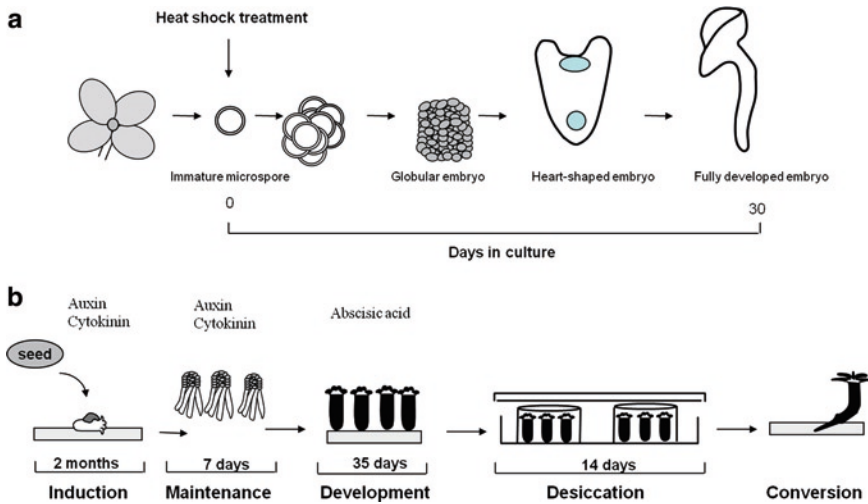 a
Heat shock treatment
Immature microspore
Globular embryo
Heart-shaped embryo
Fully developed embryo
0
30
Days in culture
b
Auxin
Cytokinin
Auxin
Cytokinin
Abscisic acid
seed
2 months
7 days
35 days
14 days
Induction
Maintenance
Development
Desiccation
Conversion